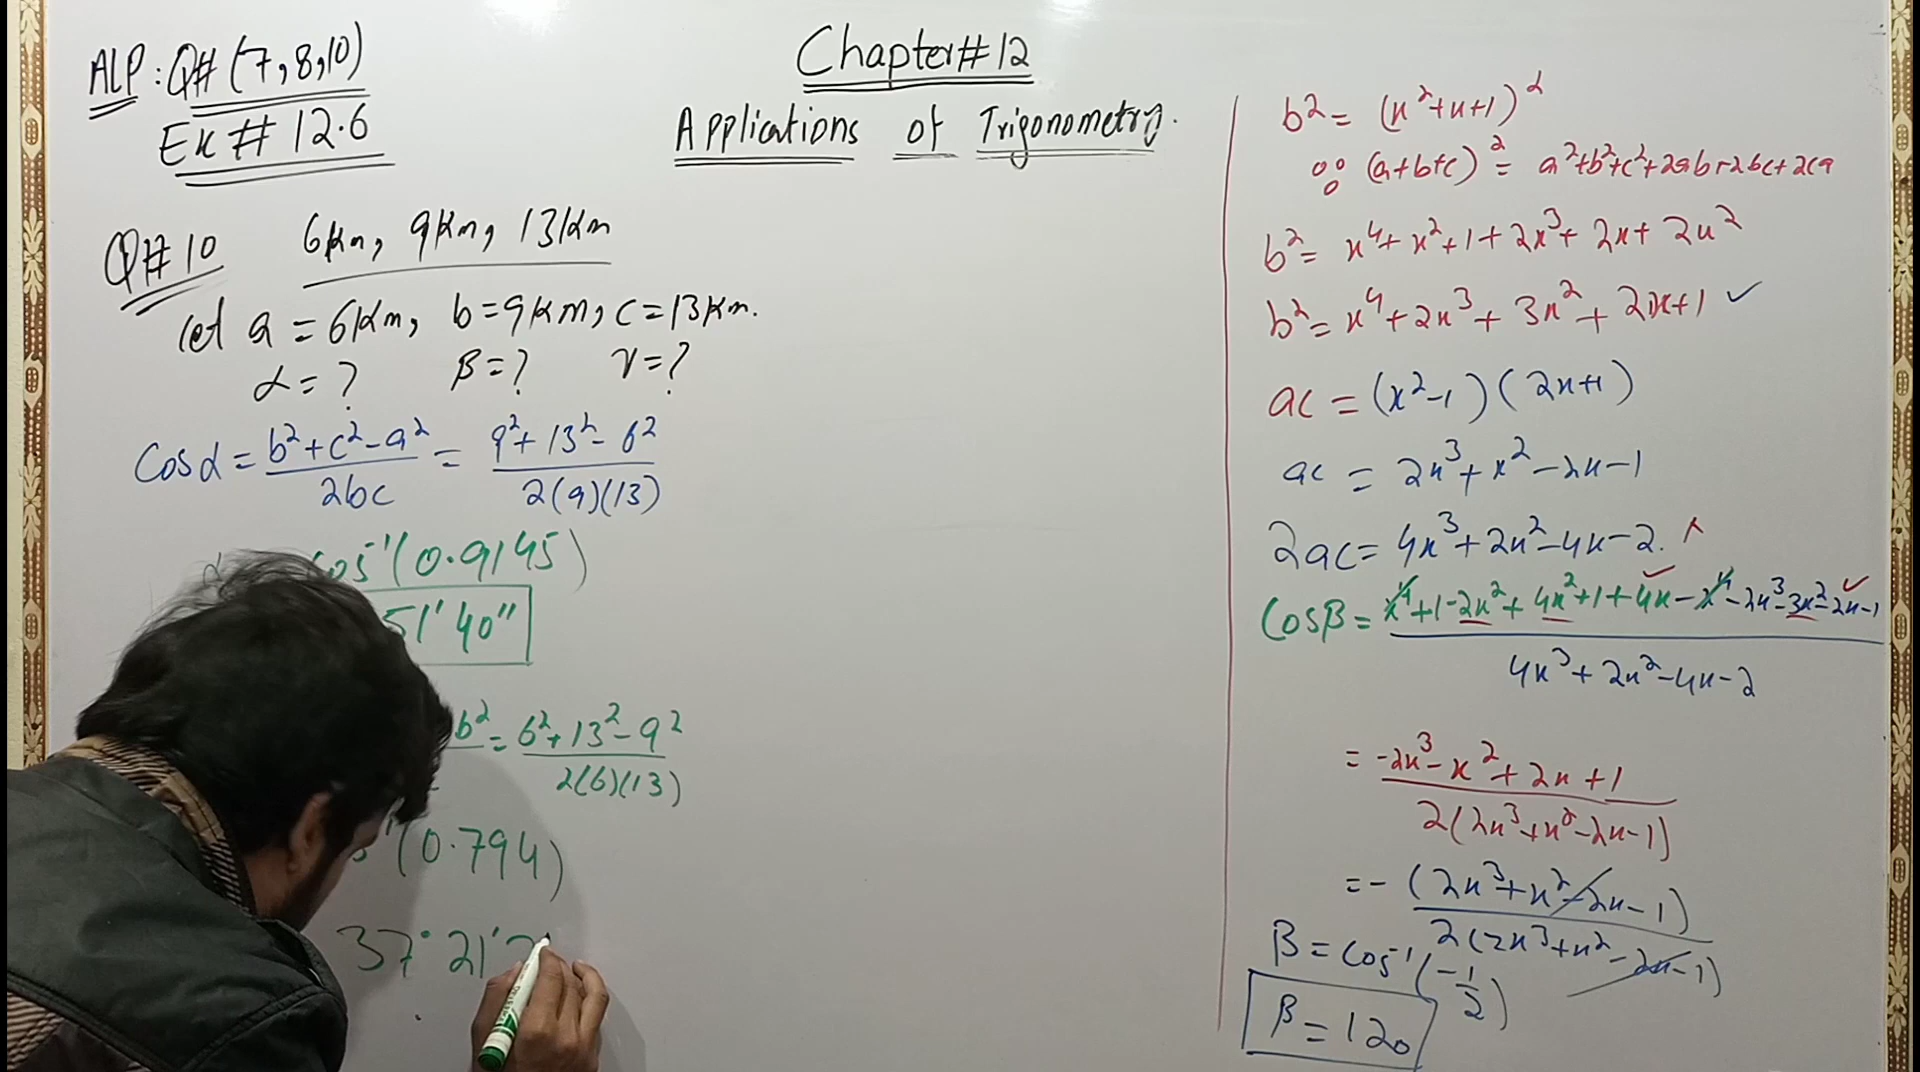 ALP : Q# (7,8,10)
Ex # 12.6
Chapter # 12
Applications of Trigonometry.
Q# 10 6km, 9km, 13km
let a = 6km, b = 9km, c = 13km.
α = ? β = ? γ = ?
Cosα = b²+c²-a² / 2bc = 9²+13²-6² / 2(9)(13)
cos⁻¹(0.9145)
51' 40"
b² = 6²+13²-9² / 2(6)(13)
(0.794)
37° 21'
b² = (x²+x+1)²
∵ (a+b+c)² = a²+b²+c²+2ab+2bc+2ca
b² = x⁴+x²+1+2x³+2x+2x²
b² = x⁴+2x³+3x²+2x+1 ✓
ac = (x²-1)(2x+1)
ac = 2x³+x²-2x-1
2ac = 4x³+2x²-4x-2.
Cosβ = x⁴+1-2x²+4x²+1+4x-x⁴-2x³-3x²-2x-1 / 4x³+2x²-4x-2
= -2x³-x²+2x+1 / 2(2x³+x²-2x-1)
= -(2x³+x²-2x-1) / 2(2x³+x²-2x-1)
β = Cos⁻¹(-1/2)
β = 120